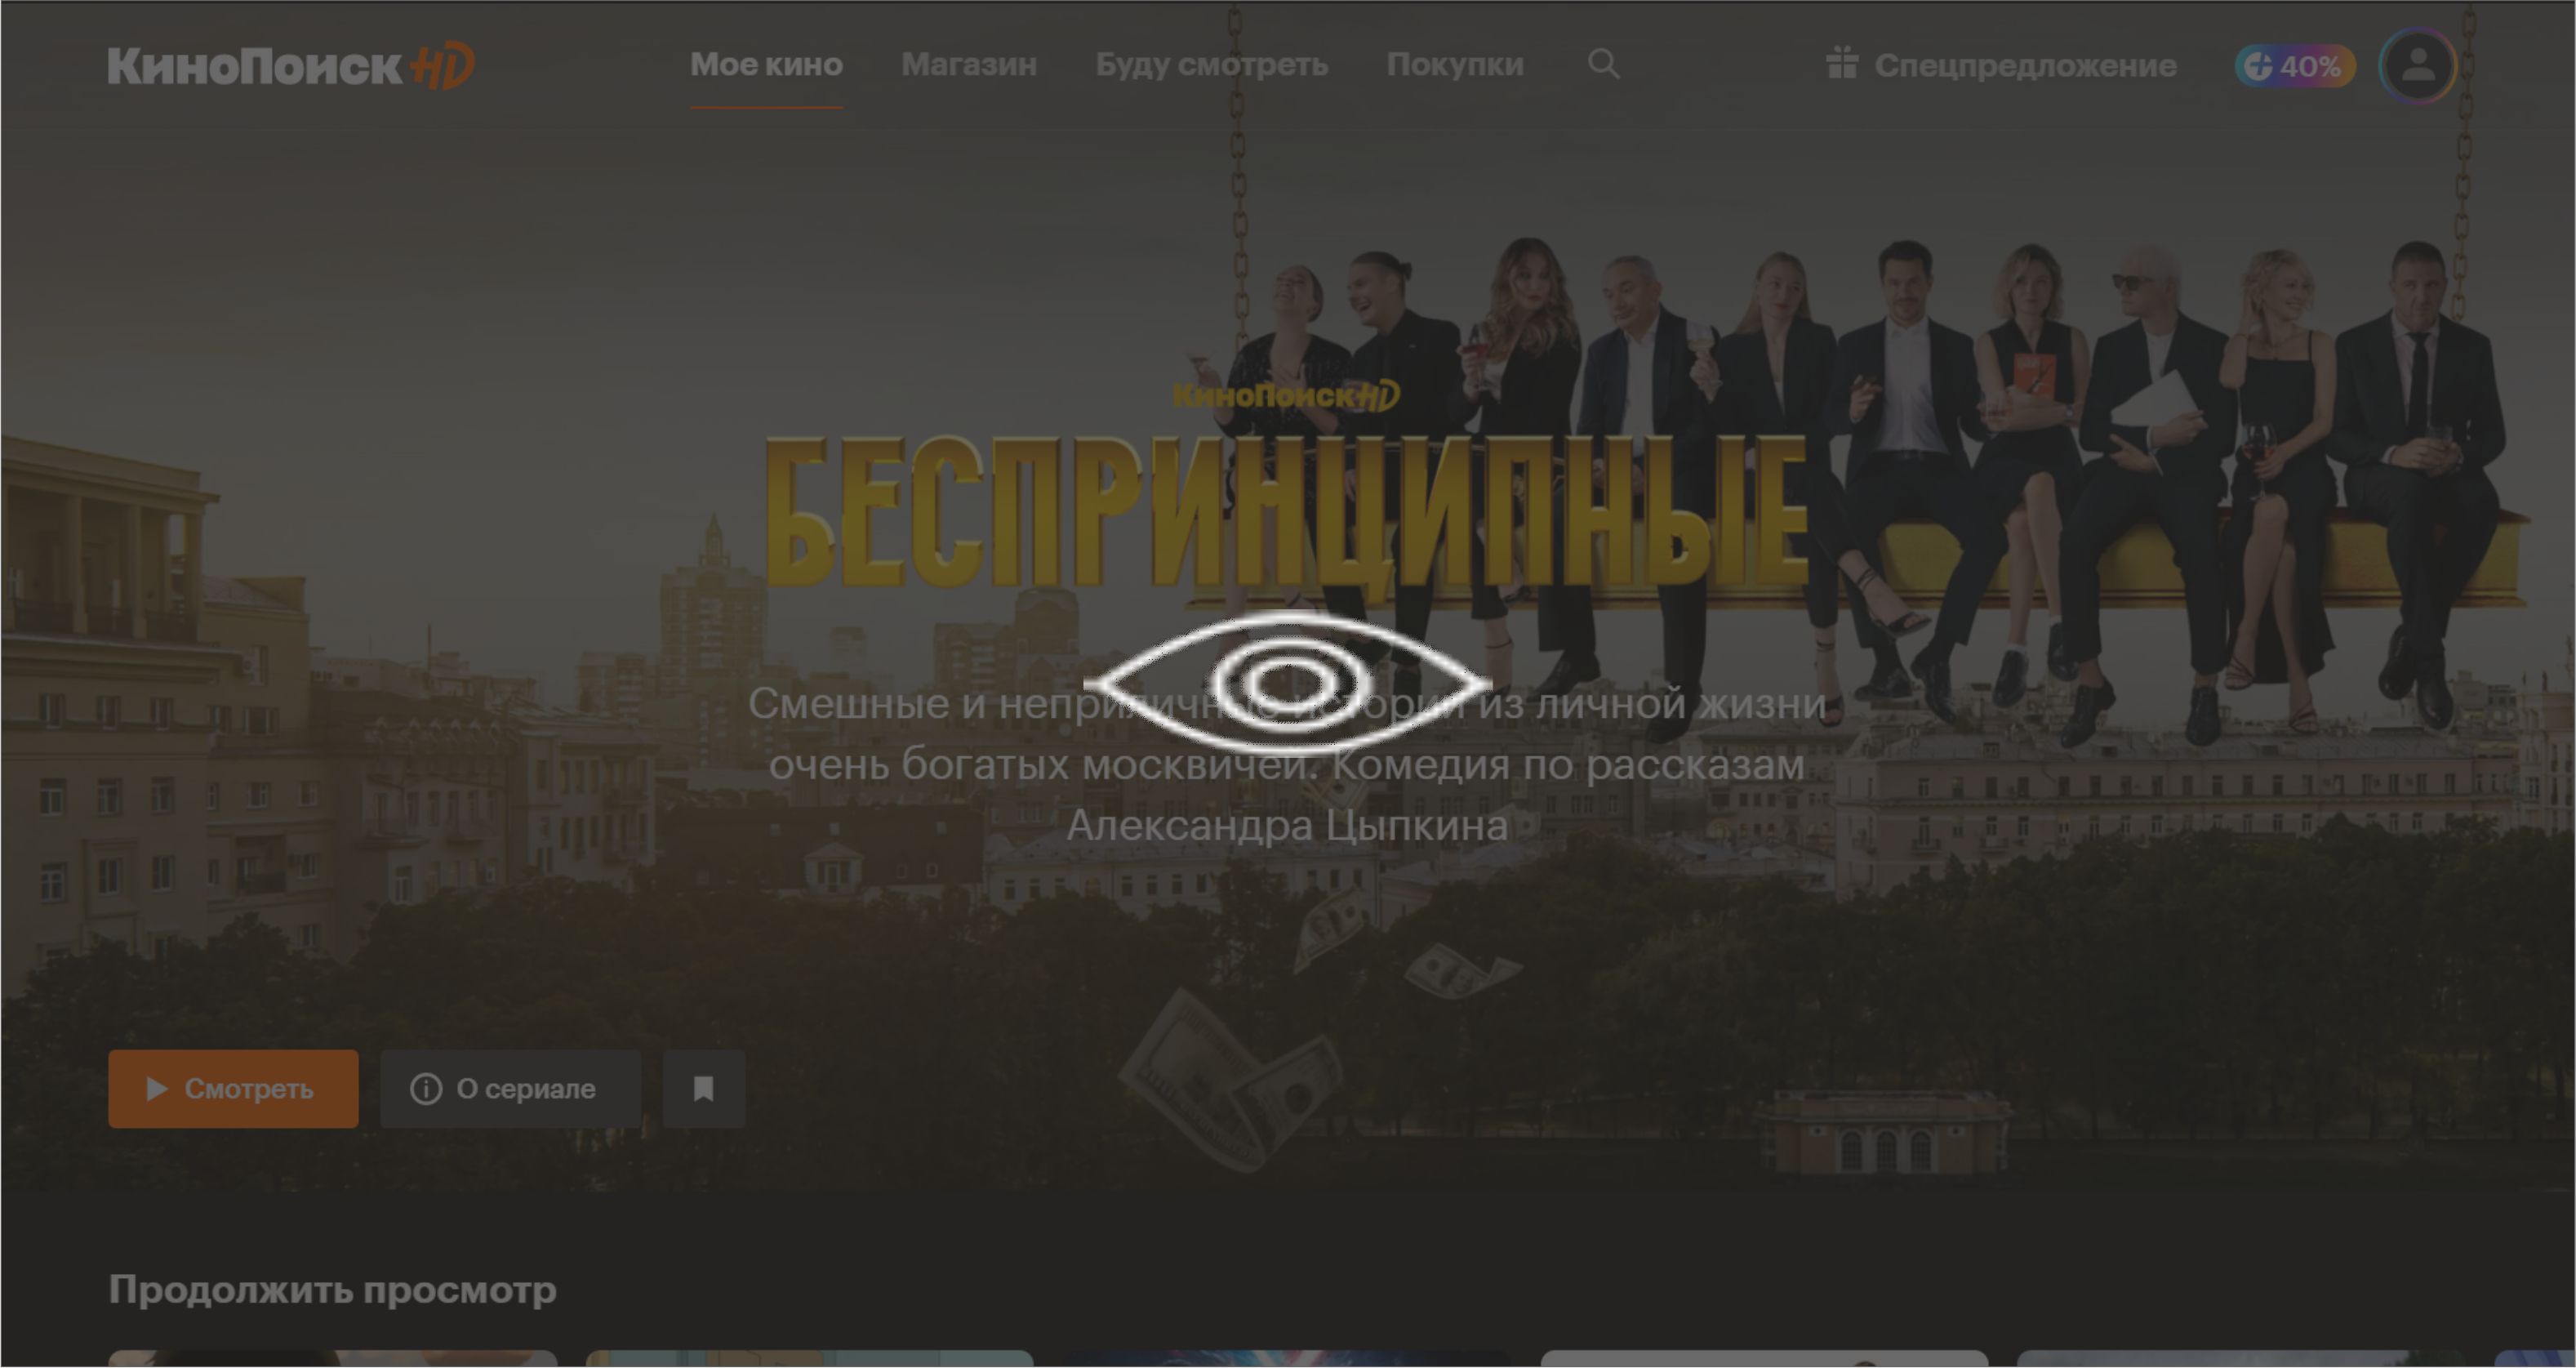 КиноПоиск HD
Мое кино
Магазин
Буду смотреть
Покупки
Спецпредложение
40%
КиноПоиск HD
БЕСПРИНЦИПНЫЕ
Смешные и неприличные истории из личной жизни
очень богатых москвичей. Комедия по рассказам
Александра Цыпкина
Смотреть
О сериале
Продолжить просмотр